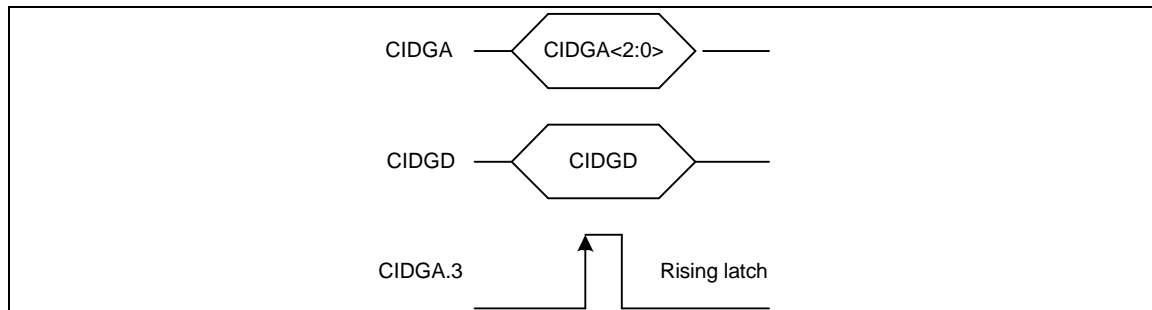 CIDGA CIDGA<2:0>
CIDGD CIDGD
CIDGA.3 Rising latch